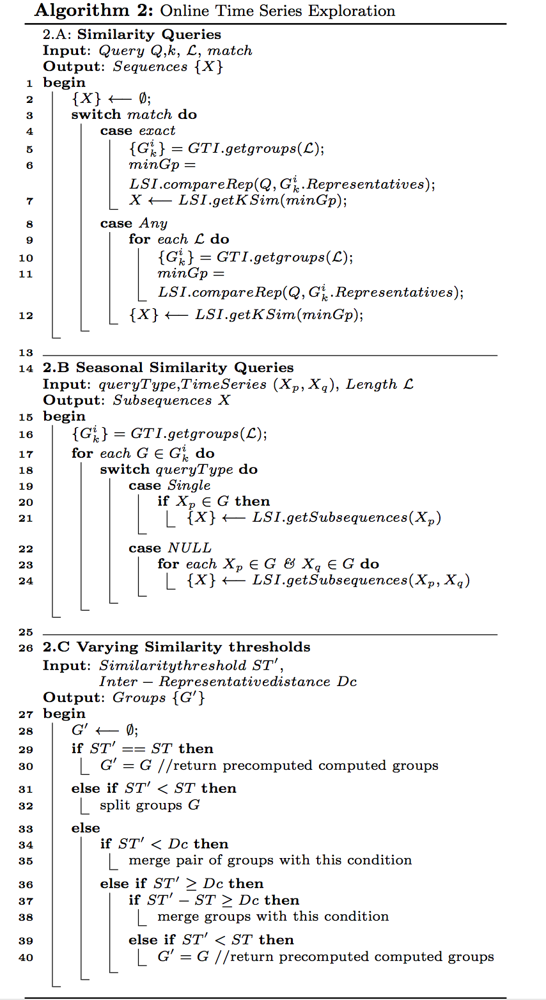 Algorithm 2: Online Time Series Exploration
2.A: Similarity Queries
Input: Query Q,k, ℒ, match
Output: Sequences {X}
1 begin
2 {X} ⟵ ∅;
3 switch match do
4 case exact
5 {G_k^i} = GTI.getgroups(ℒ);
6 minGp =
LSI.compareRep(Q, G_k^i.Representatives);
7 X ⟵ LSI.getKSim(minGp);
8 case Any
9 for each ℒ do
10 {G_k^i} = GTI.getgroups(ℒ);
11 minGp =
LSI.compareRep(Q, G_k^i.Representatives);
12 {X} ⟵ LSI.getKSim(minGp);
13
14 2.B Seasonal Similarity Queries
Input: queryType,TimeSeries (X_p, X_q), Length ℒ
Output: Subsequences X
15 begin
16 {G_k^i} = GTI.getgroups(ℒ);
17 for each G ∈ G_k^i do
18 switch queryType do
19 case Single
20 if X_p ∈ G then
21 {X} ⟵ LSI.getSubsequences(X_p)
22 case NULL
23 for each X_p ∈ G & X_q ∈ G do
24 {X} ⟵ LSI.getSubsequences(X_p, X_q)
25
26 2.C Varying Similarity thresholds
Input: Similaritythreshold ST′,
Inter − Representativedistance Dc
Output: Groups {G′}
27 begin
28 G′ ⟵ ∅;
29 if ST′ == ST then
30 G′ = G //return precomputed computed groups
31 else if ST′ < ST then
32 split groups G
33 else
34 if ST′ < Dc then
35 merge pair of groups with this condition
36 else if ST′ ≥ Dc then
37 if ST′ − ST ≥ Dc then
38 merge groups with this condition
39 else if ST′ < ST then
40 G′ = G //return precomputed computed groups